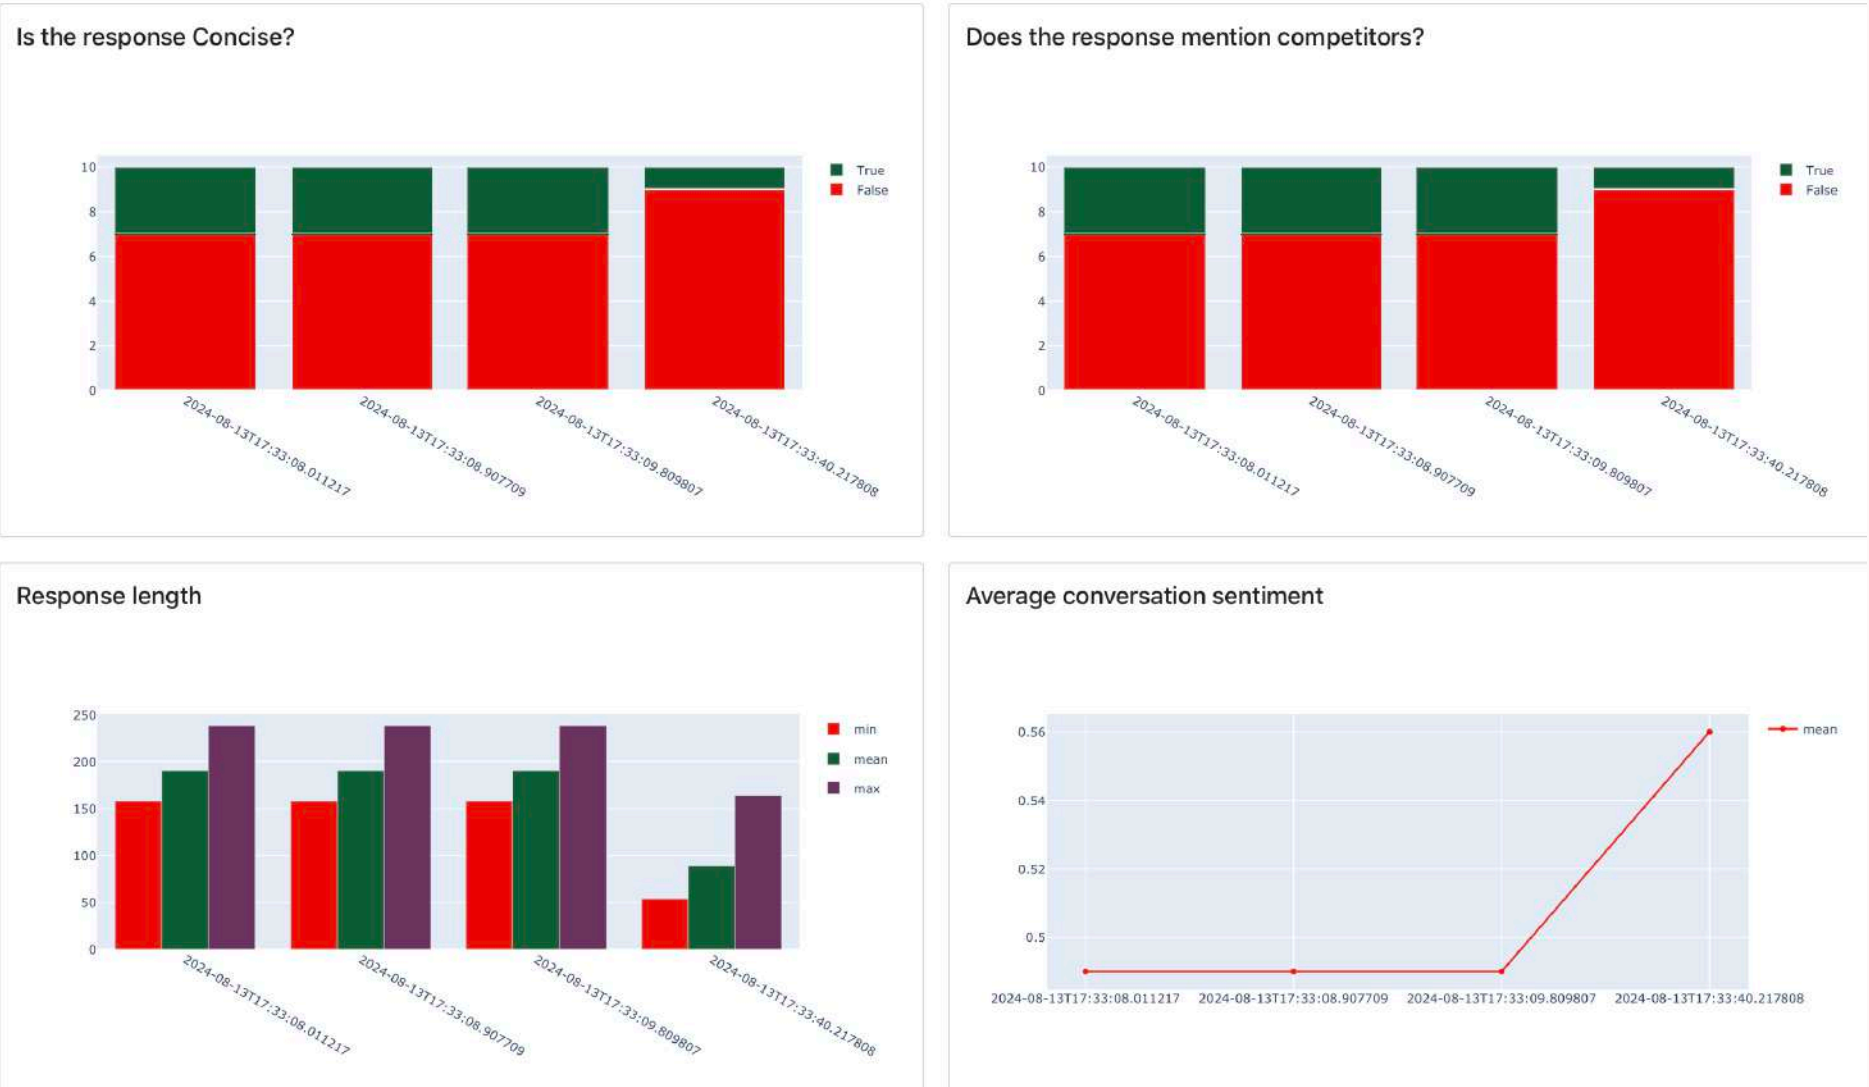 Is the response Concise?
10
8
6
4
2
0
True
False
2024-08-13T17:33:08.011217
2024-08-13T17:33:08.907709
2024-08-13T17:33:09.809807
2024-08-13T17:33:40.217808
Does the response mention competitors?
10
8
6
4
2
0
True
False
2024-08-13T17:33:08.011217
2024-08-13T17:33:08.907709
2024-08-13T17:33:09.809807
2024-08-13T17:33:40.217808
Response length
250
200
150
100
50
0
min
mean
max
2024-08-13T17:33:08.011217
2024-08-13T17:33:08.907709
2024-08-13T17:33:09.809807
2024-08-13T17:33:40.217808
Average conversation sentiment
0.56
0.54
0.52
0.5
mean
2024-08-13T17:33:08.011217
2024-08-13T17:33:08.907709
2024-08-13T17:33:09.809807
2024-08-13T17:33:40.217808